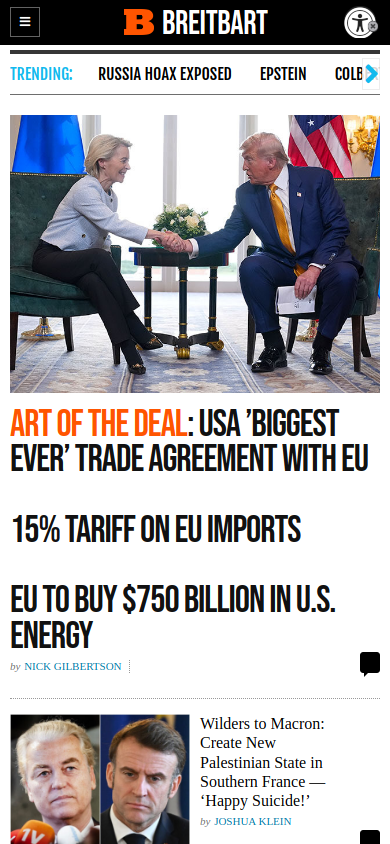 BREITBART
TRENDING:
RUSSIA HOAX EXPOSED
EPSTEIN
COLB
ART OF THE DEAL: USA ’BIGGEST
EVER’ TRADE AGREEMENT WITH EU
15% TARIFF ON EU IMPORTS
EU TO BUY $750 BILLION IN U.S.
ENERGY
by NICK GILBERTSON
Wilders to Macron:
Create New
Palestinian State in
Southern France —
‘Happy Suicide!’
by JOSHUA KLEIN